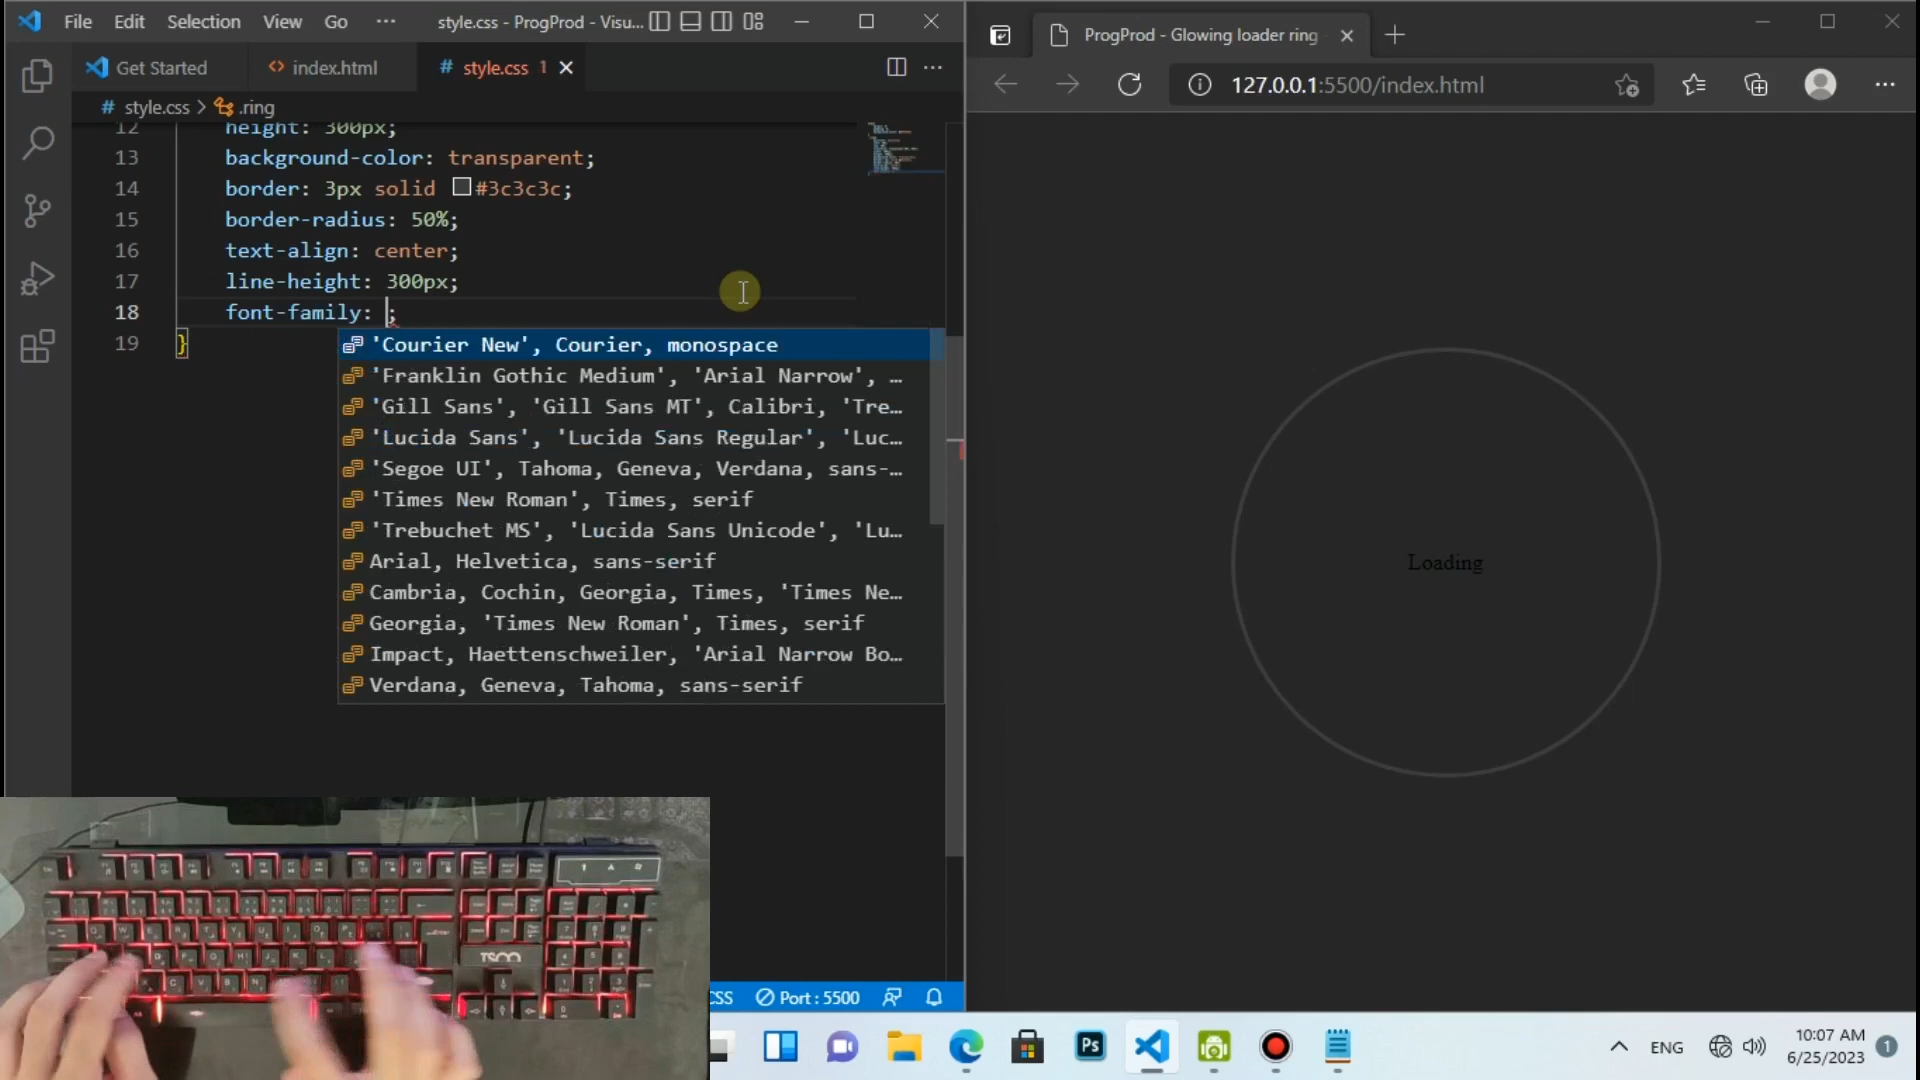 File Edit Selection View Go ··· style.css - ProgProd - Visu...
Get Started index.html # style.css 1
# style.css > .ring
12 height: 300px;
13 background-color: transparent;
14 border: 3px solid #3c3c3c;
15 border-radius: 50%;
16 text-align: center;
17 line-height: 300px;
18 font-family: ;
19 }
'Courier New', Courier, monospace
'Franklin Gothic Medium', 'Arial Narrow', …
'Gill Sans', 'Gill Sans MT', Calibri, 'Tre…
'Lucida Sans', 'Lucida Sans Regular', 'Luc…
'Segoe UI', Tahoma, Geneva, Verdana, sans-…
'Times New Roman', Times, serif
'Trebuchet MS', 'Lucida Sans Unicode', 'Lu…
Arial, Helvetica, sans-serif
Cambria, Cochin, Georgia, Times, 'Times Ne…
Georgia, 'Times New Roman', Times, serif
Impact, Haettenschweiler, 'Arial Narrow Bo…
Verdana, Geneva, Tahoma, sans-serif
CSS Port : 5500
ProgProd - Glowing loader ring
127.0.0.1:5500/index.html
Loading
TSCO
Ps
ENG
10:07 AM
6/25/2023
1